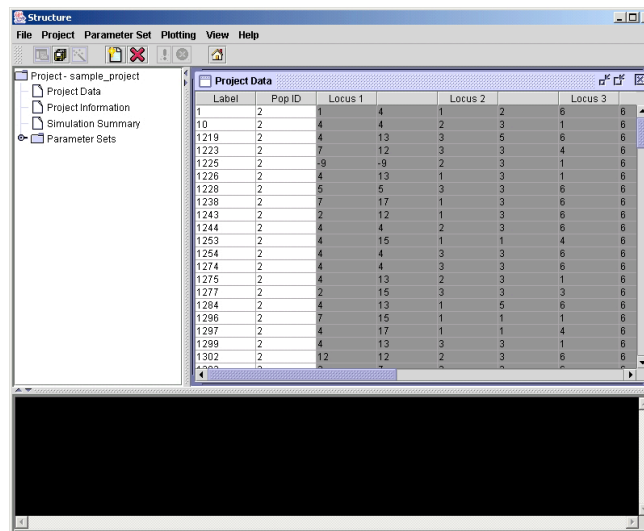 Structure
File Project Parameter Set Plotting View Help
Project - sample_project
Project Data
Project Information
Simulation Summary
Parameter Sets
Project Data
Label Pop ID Locus 1 Locus 2 Locus 3
1 2 1 4 1 2 6 6
10 2 4 4 2 3 1 6
1219 2 4 13 3 5 6 6
1223 2 7 12 3 3 4 6
1225 2 -9 -9 2 3 1 6
1226 2 4 13 1 3 1 6
1228 2 5 5 3 3 6 6
1238 2 7 17 1 3 6 6
1243 2 2 12 1 3 6 6
1244 2 4 4 2 3 6 6
1253 2 4 15 1 1 4 6
1254 2 4 4 3 3 6 6
1274 2 4 4 3 3 6 6
1275 2 4 13 2 3 1 6
1277 2 2 15 3 3 3 6
1284 2 4 13 1 5 6 6
1296 2 7 15 1 1 1 6
1297 2 4 17 1 1 4 6
1299 2 4 13 3 3 1 6
1302 2 12 12 2 3 6 6